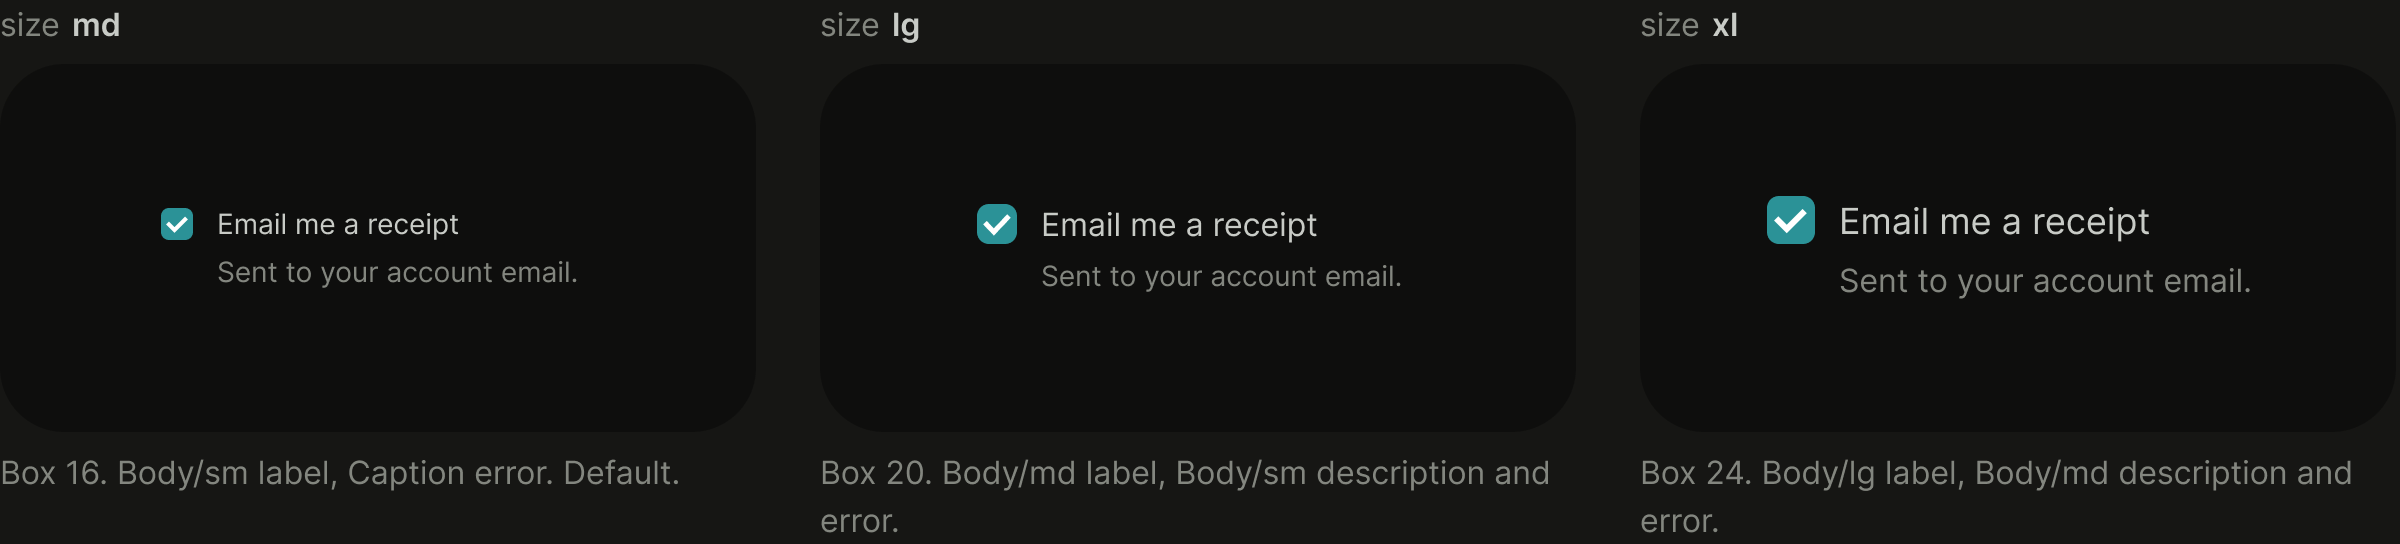 size md
Email me a receipt
Sent to your account email.
Box 16. Body/sm label, Caption error. Default.
size lg
Email me a receipt
Sent to your account email.
Box 20. Body/md label, Body/sm description and
error.
size xl
Email me a receipt
Sent to your account email.
Box 24. Body/lg label, Body/md description and
error.